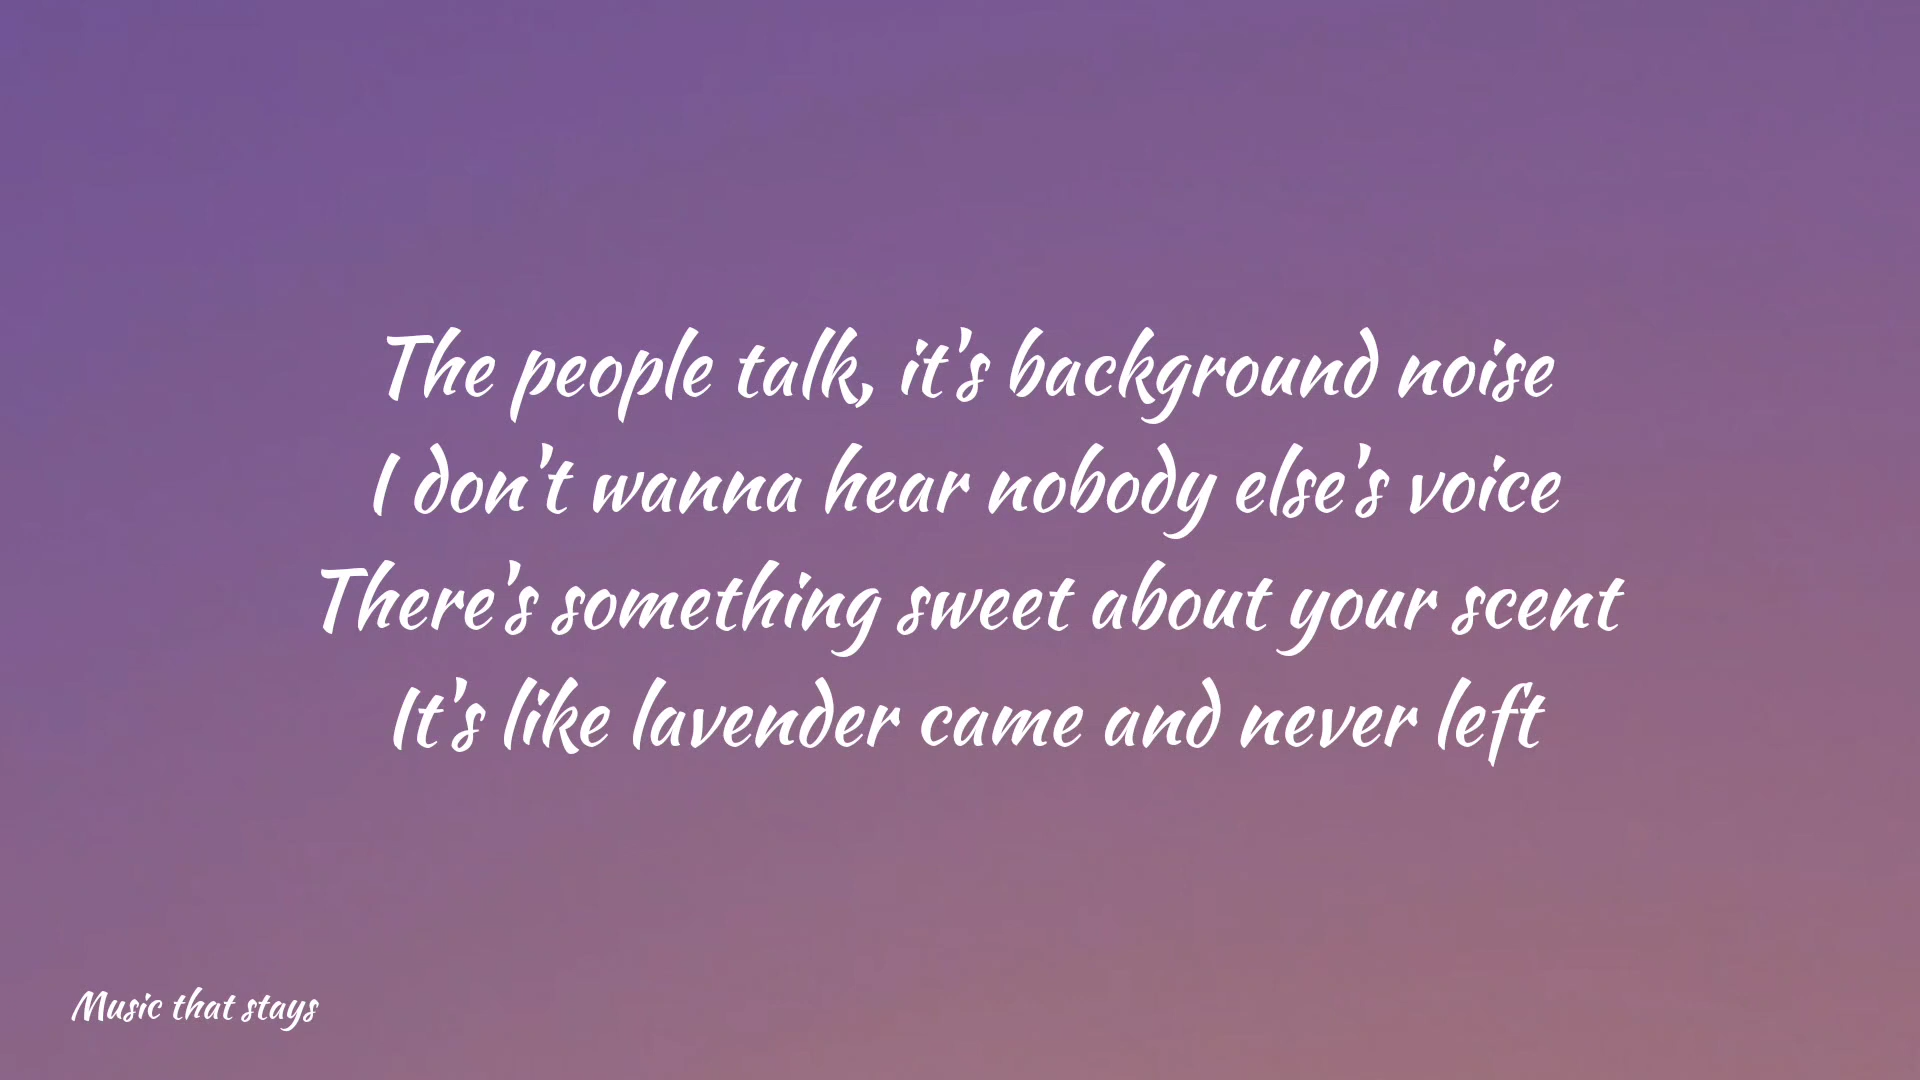 The people talk, it's background noise
I don't wanna hear nobody else's voice
There's something sweet about your scent
It's like lavender came and never left
Music that stays